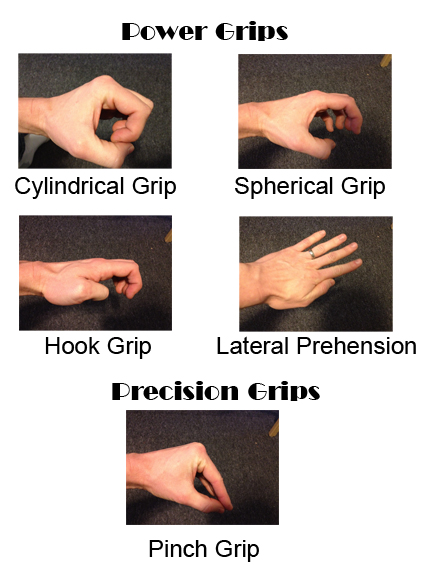 Power Grips
Cylindrical Grip
Spherical Grip
Hook Grip
Lateral Prehension
Precision Grips
Pinch Grip